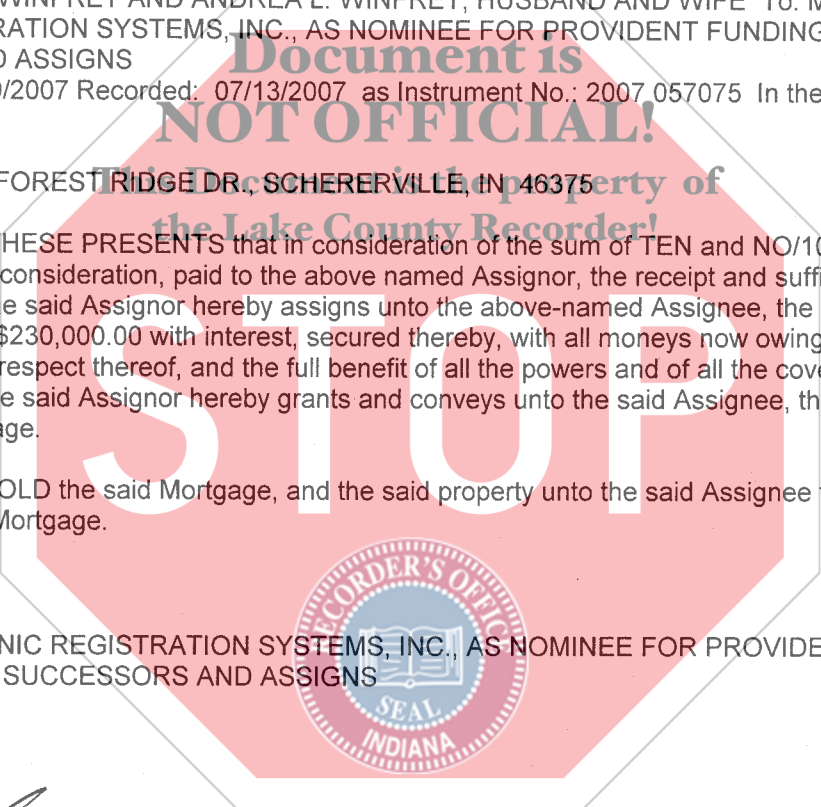 WINFREY AND ANDREA L. WINFREY, HUSBAND AND WIFE To: M
RATION SYSTEMS, INC., AS NOMINEE FOR PROVIDENT FUNDING
D ASSIGNS
Document is
0/2007 Recorded: 07/13/2007 as Instrument No.: 2007 057075 In the
NOT OFFICIAL!
FOREST RIDGE DR., SCHERERVILLE, IN 46375
This Document is the property of
the Lake County Recorder!
HESE PRESENTS that in consideration of the sum of TEN and NO/10
consideration, paid to the above named Assignor, the receipt and suffi
e said Assignor hereby assigns unto the above-named Assignee, the
$230,000.00 with interest, secured thereby, with all moneys now owing
respect thereof, and the full benefit of all the powers and of all the cove
e said Assignor hereby grants and conveys unto the said Assignee, th
age.
STOP
OLD the said Mortgage, and the said property unto the said Assignee
Mortgage.
RECORDER'S OFFIC
NIC REGISTRATION SYSTEMS, INC., AS NOMINEE FOR PROVIDE
SUCCESSORS AND ASSIGNS
SEAL
INDIANA